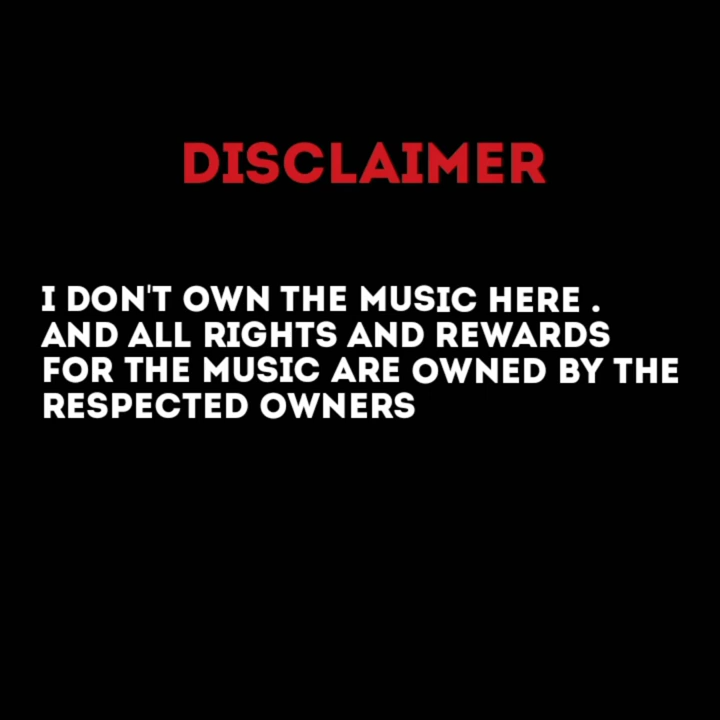 DISCLAIMER
I DON'T OWN THE MUSIC HERE .
AND ALL RIGHTS AND REWARDS
FOR THE MUSIC ARE OWNED BY THE
RESPECTED OWNERS